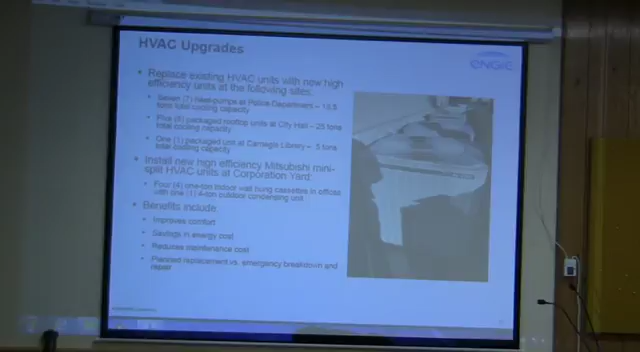 HVAC Upgrades
ENGIE
• Replace existing HVAC units with new high
efficiency units at the following sites:
• Seven (7) heat-pumps at Police Department – 19.5
tons total cooling capacity
• Five (5) packaged rooftop units at City Hall – 25 tons
total cooling capacity
• One (1) packaged unit at Carnegie Library – 5 tons
total cooling capacity
• Install new high efficiency Mitsubishi mini-
split HVAC units at Corporation Yard:
• Four (4) one-ton indoor wall hung cassettes in offices
with one (1) 4-ton outdoor condensing unit
• Benefits include:
• Improves comfort
• Savings in energy cost
• Reduces maintenance cost
• Planned replacement vs. emergency breakdown and
repair